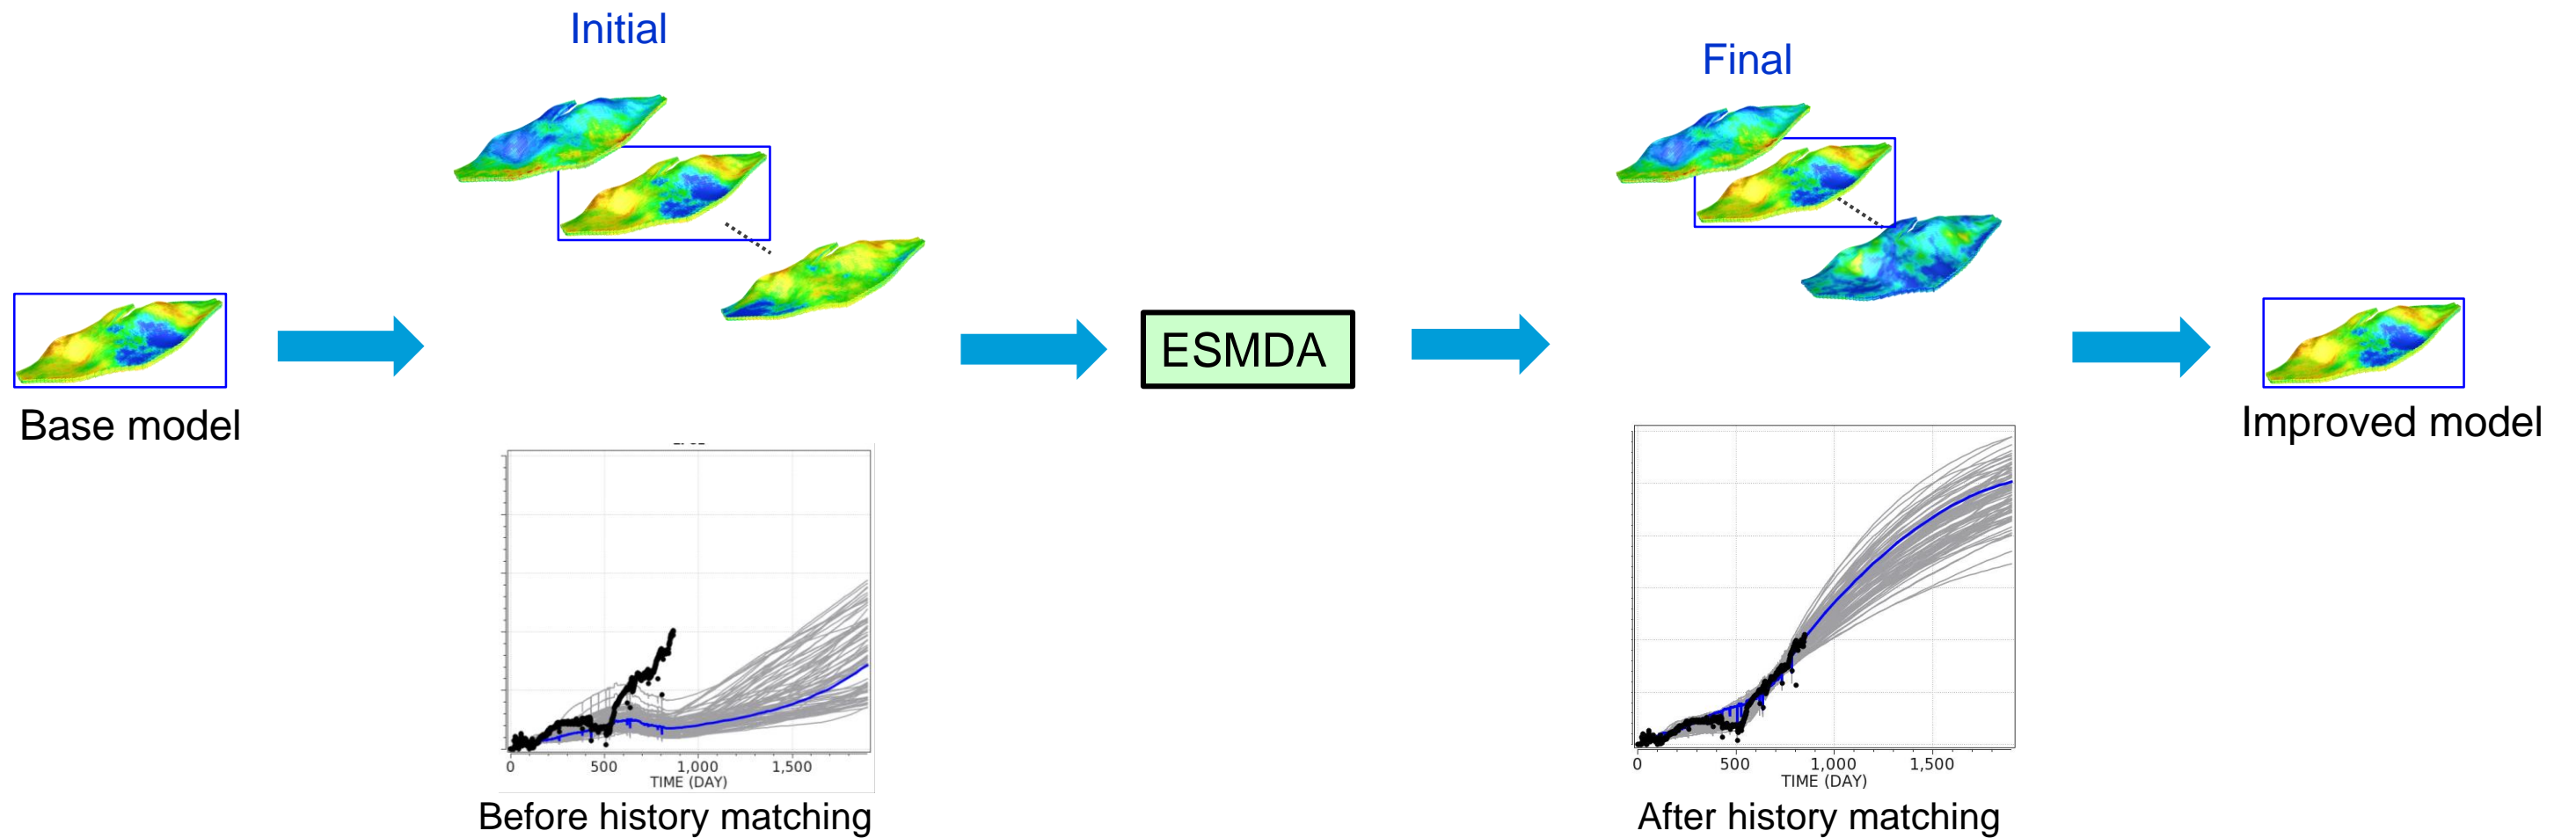 Initial
Final
Base model
ESMDA
Improved model
0 500 1,000 1,500
TIME (DAY)
Before history matching
0 500 1,000 1,500
TIME (DAY)
After history matching